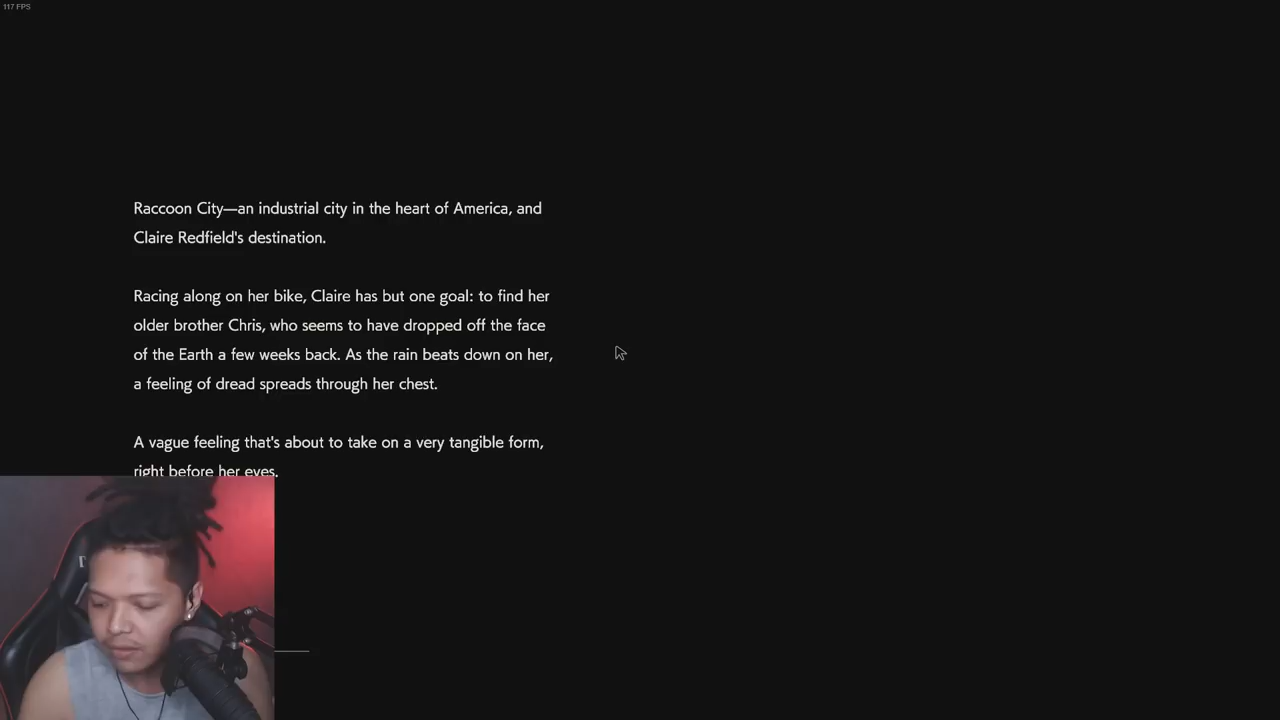 117 FPS
Raccoon City—an industrial city in the heart of America, and
Claire Redfield's destination.
Racing along on her bike, Claire has but one goal: to find her
older brother Chris, who seems to have dropped off the face
of the Earth a few weeks back. As the rain beats down on her,
a feeling of dread spreads through her chest.
A vague feeling that's about to take on a very tangible form,
right before her eyes.